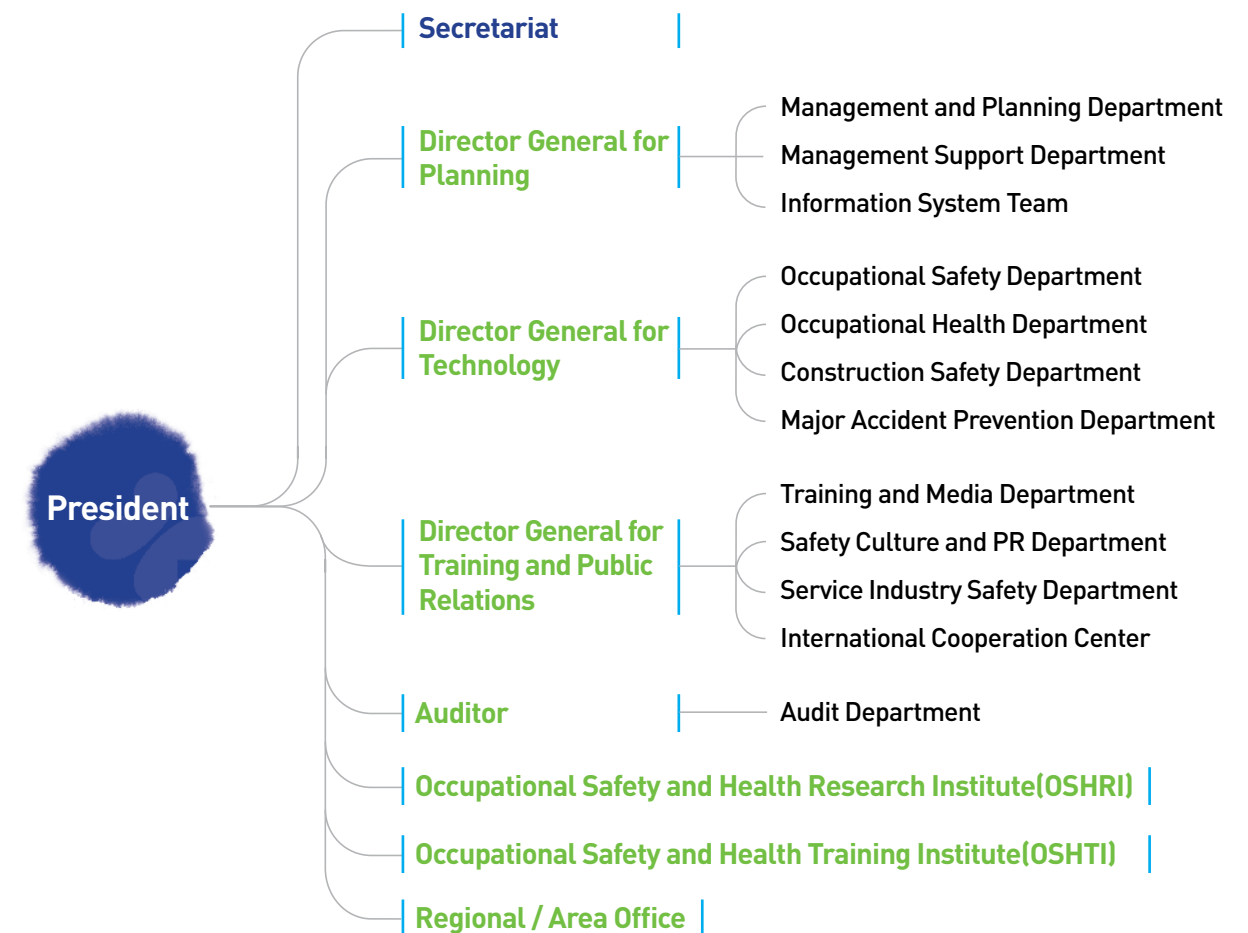 President
Secretariat
Director General for
Planning
Management and Planning Department
Management Support Department
Information System Team
Director General for
Technology
Occupational Safety Department
Occupational Health Department
Construction Safety Department
Major Accident Prevention Department
Director General for
Training and Public
Relations
Training and Media Department
Safety Culture and PR Department
Service Industry Safety Department
International Cooperation Center
Auditor
Audit Department
Occupational Safety and Health Research Institute(OSHRI)
Occupational Safety and Health Training Institute(OSHTI)
Regional / Area Office